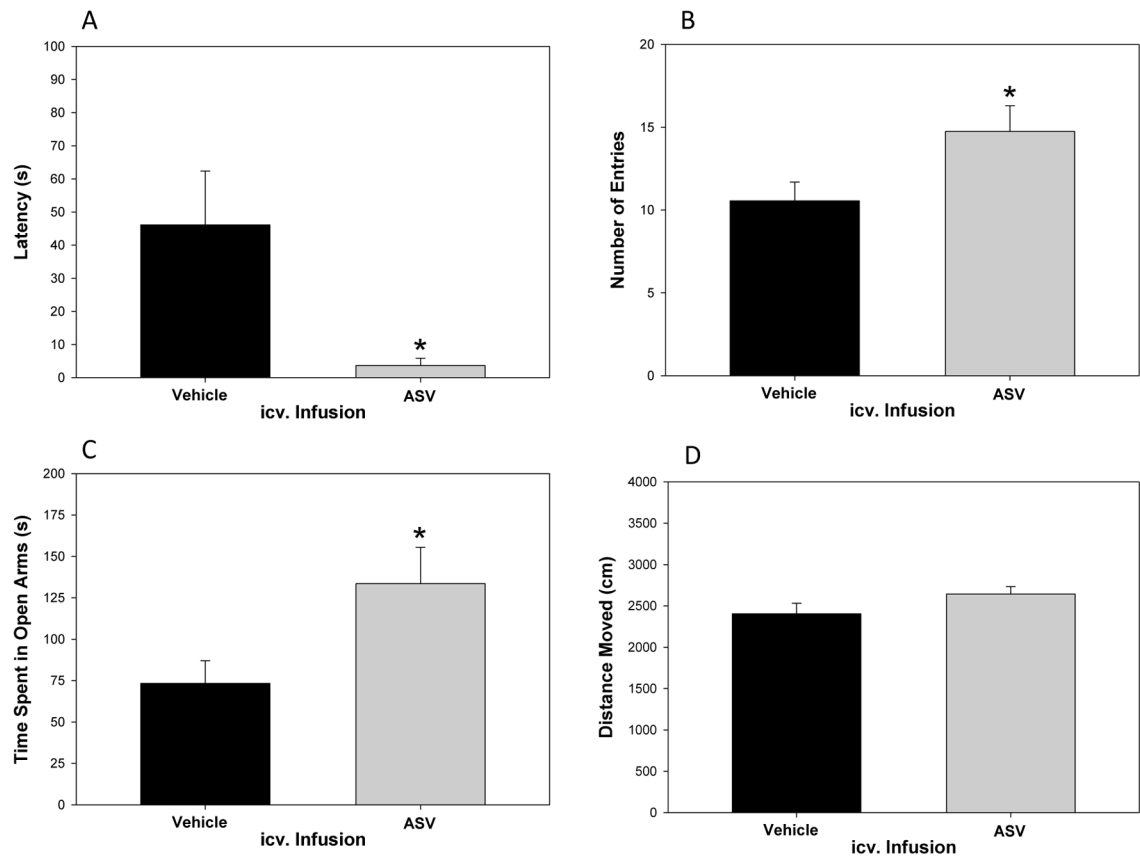 A
Latency (s)
100
90
80
70
60
50
40
30
20
10
0
*
Vehicle
ASV
icv. Infusion
B
Number of Entries
20
15
10
5
0
*
Vehicle
ASV
icv. Infusion
C
Time Spent in Open Arms (s)
200
175
150
125
100
75
50
25
0
*
Vehicle
ASV
icv. Infusion
D
Distance Moved (cm)
4000
3500
3000
2500
2000
1500
1000
500
0
Vehicle
ASV
icv. Infusion